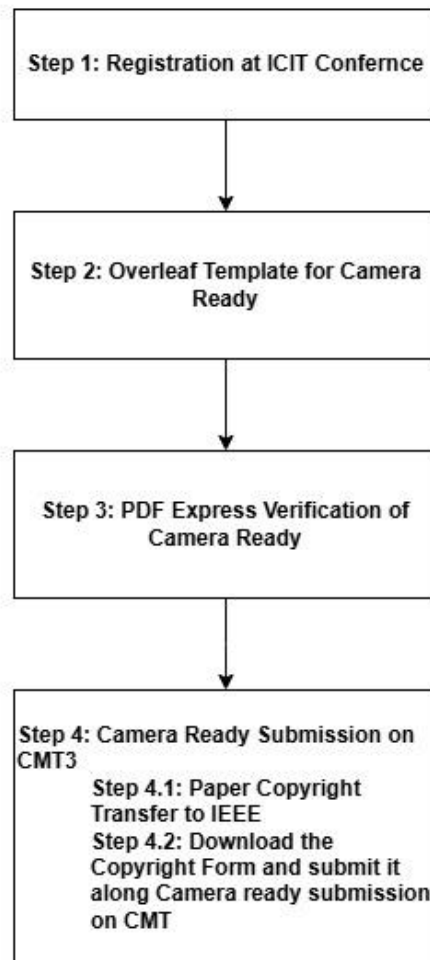 Step 1: Registration at ICIT Confernce
Step 2: Overleaf Template for Camera
Ready
Step 3: PDF Express Verification of
Camera Ready
Step 4: Camera Ready Submission on
CMT3
Step 4.1: Paper Copyright
Transfer to IEEE
Step 4.2: Download the
Copyright Form and submit it
along Camera ready submission
on CMT